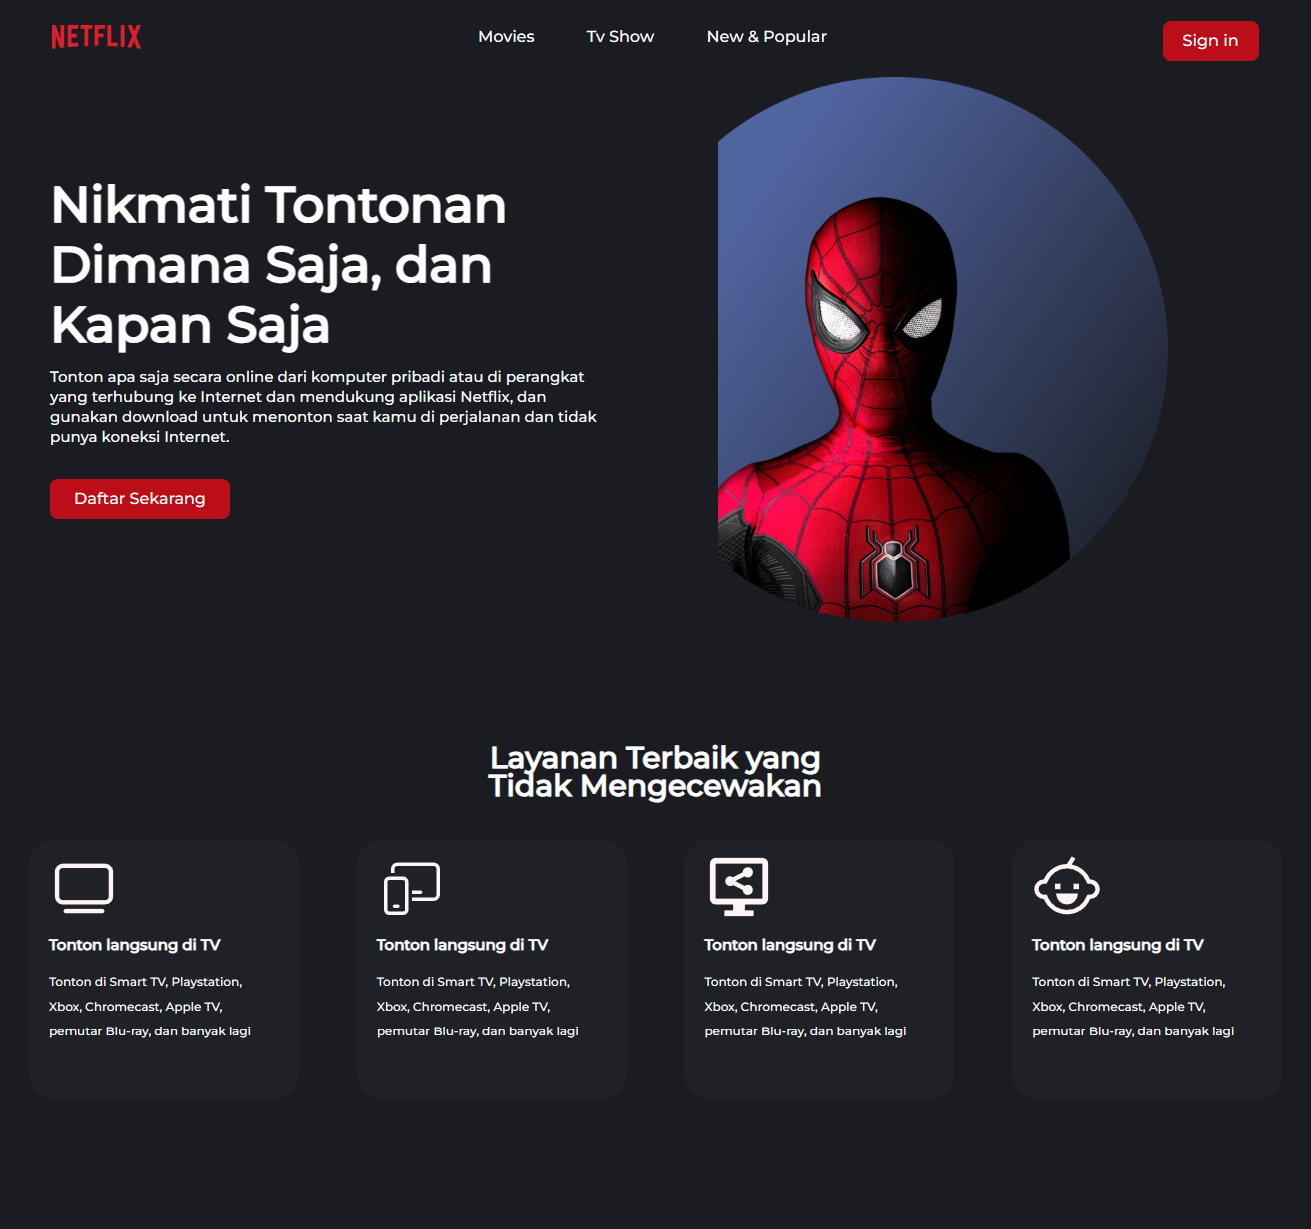 NETFLIX
Movies
Tv Show
New & Popular
Sign in
Nikmati Tontonan
Dimana Saja, dan
Kapan Saja
Tonton apa saja secara online dari komputer pribadi atau di perangkat
yang terhubung ke Internet dan mendukung aplikasi Netflix, dan
gunakan download untuk menonton saat kamu di perjalanan dan tidak
punya koneksi Internet.
Daftar Sekarang
Layanan Terbaik yang
Tidak Mengecewakan
Tonton langsung di TV
Tonton di Smart TV, Playstation,
Xbox, Chromecast, Apple TV,
pemutar Blu-ray, dan banyak lagi
Tonton langsung di TV
Tonton di Smart TV, Playstation,
Xbox, Chromecast, Apple TV,
pemutar Blu-ray, dan banyak lagi
Tonton langsung di TV
Tonton di Smart TV, Playstation,
Xbox, Chromecast, Apple TV,
pemutar Blu-ray, dan banyak lagi
Tonton langsung di TV
Tonton di Smart TV, Playstation,
Xbox, Chromecast, Apple TV,
pemutar Blu-ray, dan banyak lagi